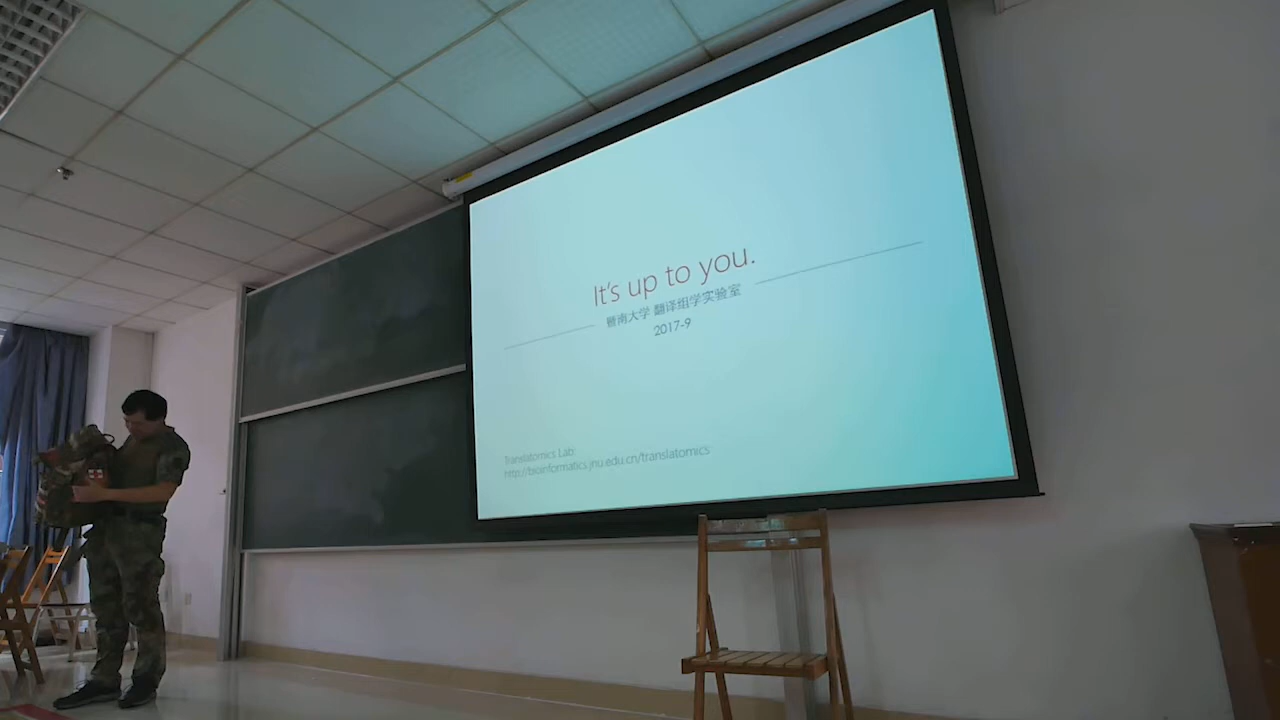 It's up to you.
暨南大学 翻译组学实验室
2017-9
Translatomics Lab:
http://bioinformatics.jnu.edu.cn/translatomics